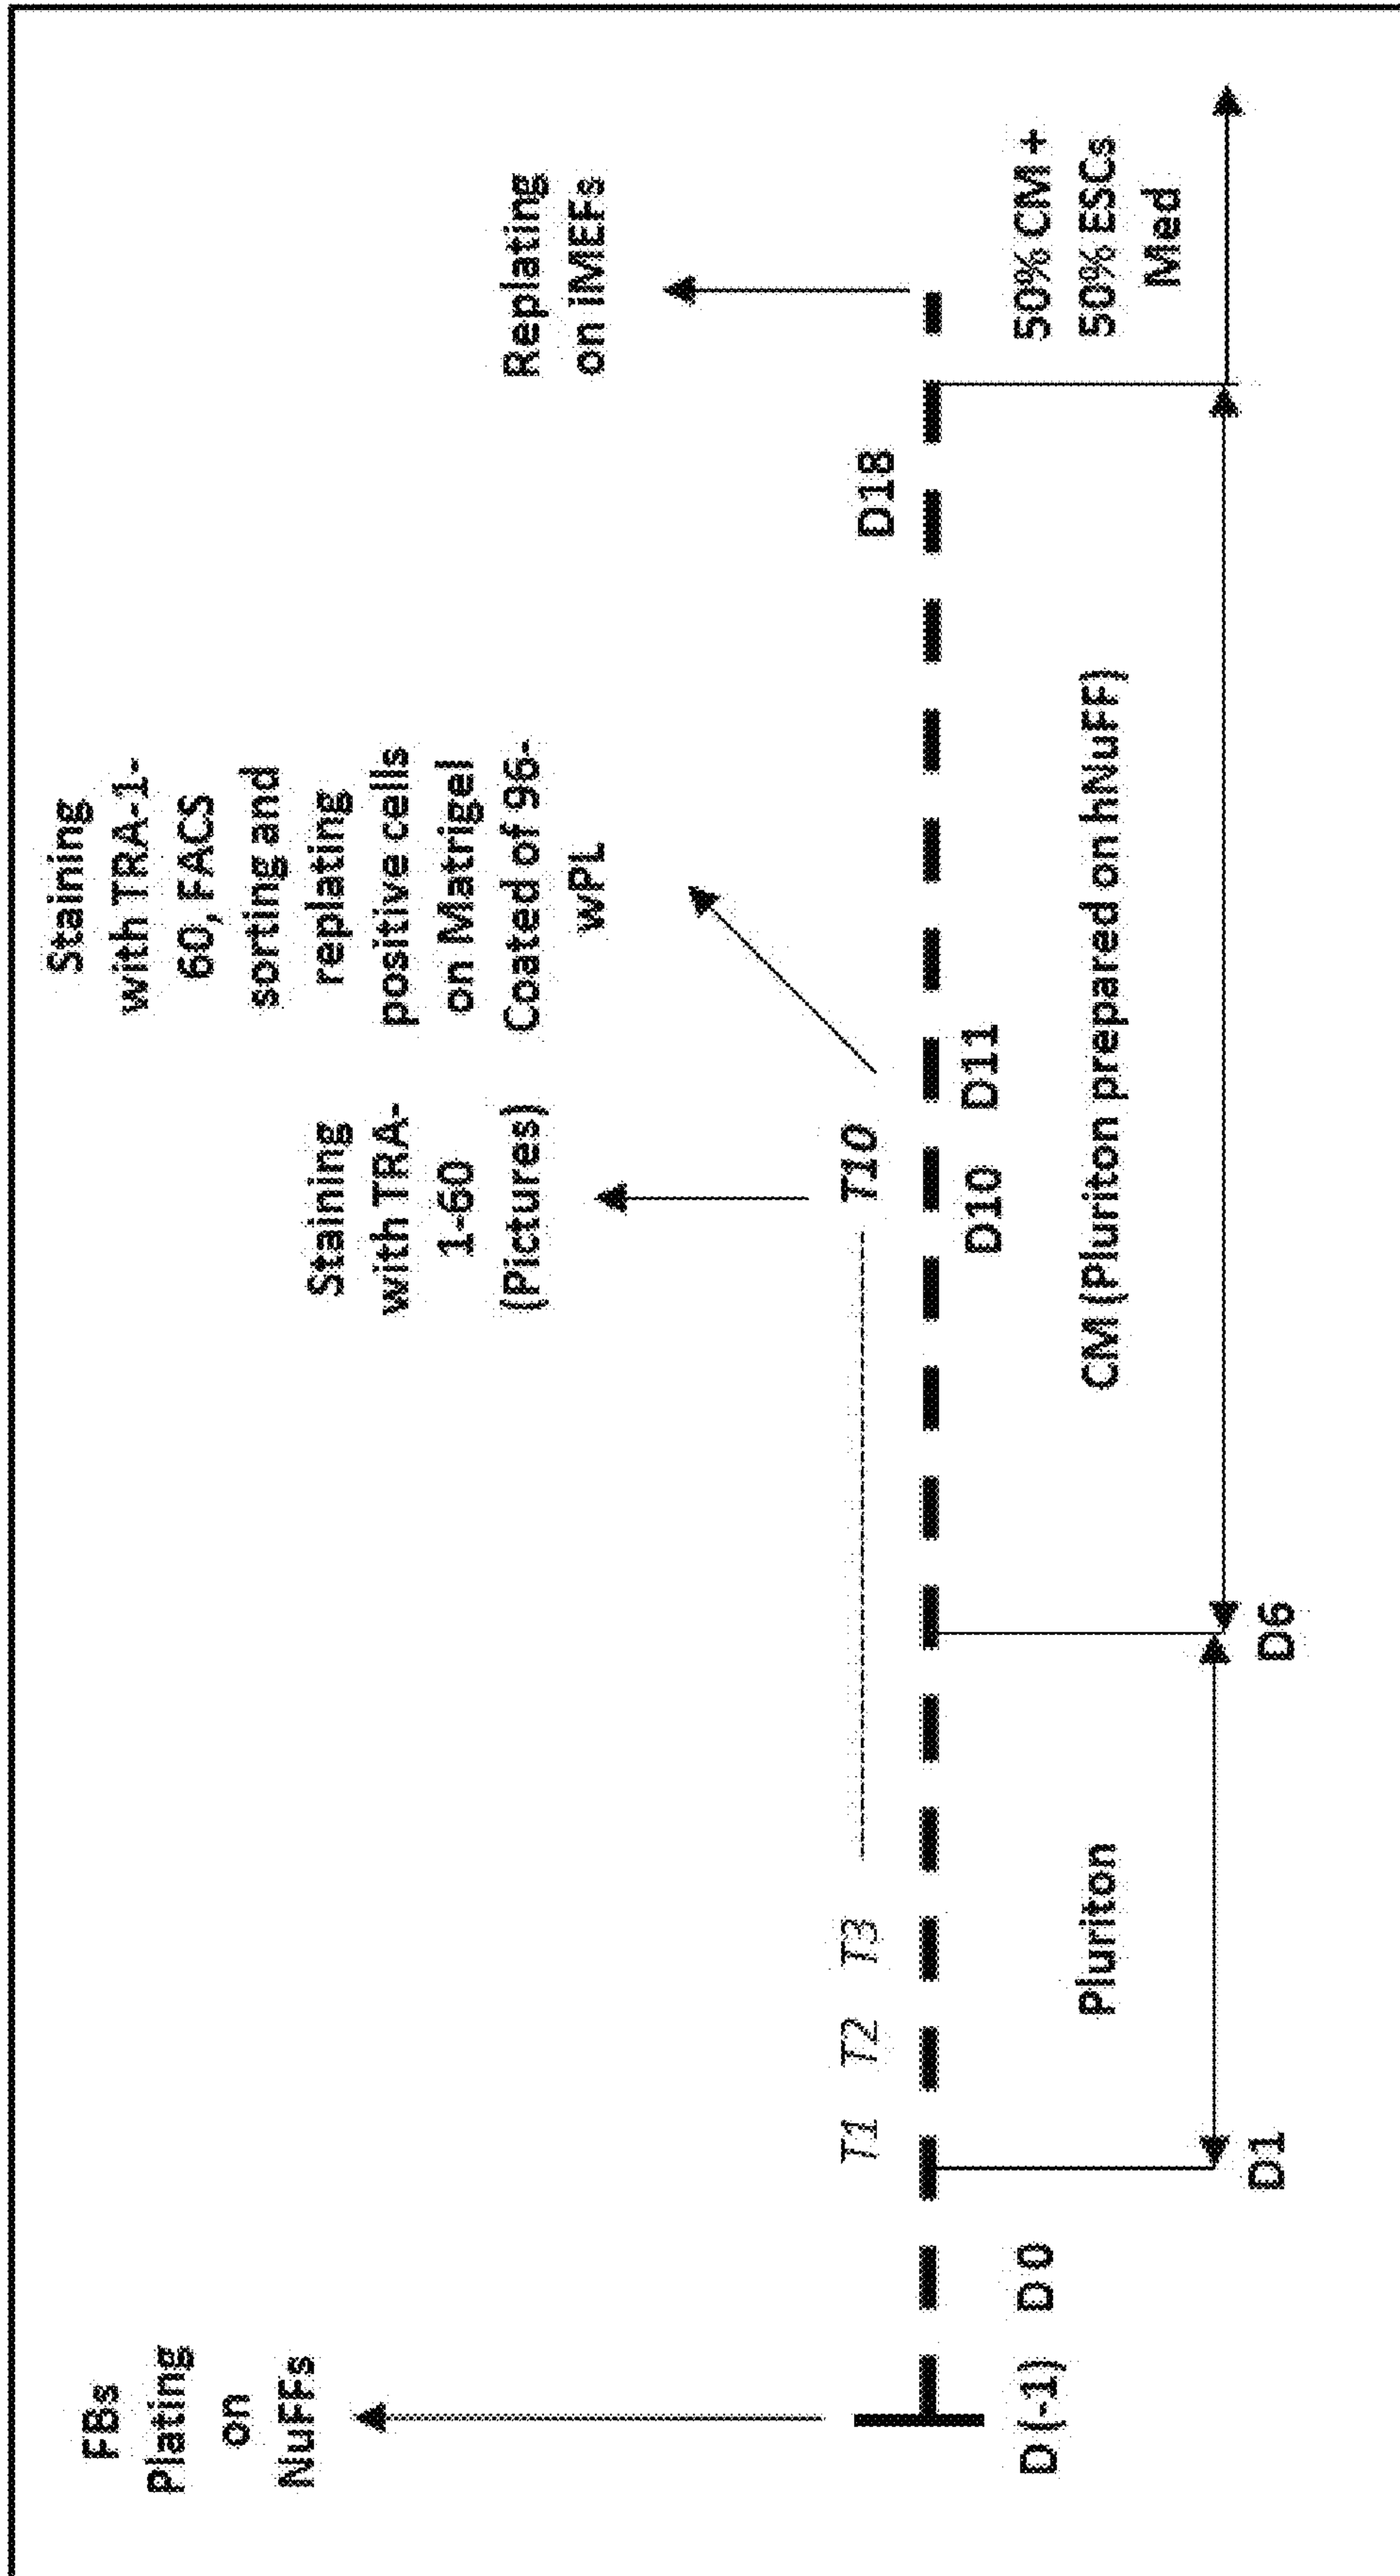 FBs
Plating
on
NuFFs
Staining
with TRA-
1-60
(Pictures)
Staining
with TRA-1-
60, FACS
sorting and
replating
positive cells
on Matrigel
Coated of 96-
wPL
Replating
on iMEFs
T1 T2 T3 T10
D18
D(-1) D 0
D10 D11
Pluriton
CM (Pluriton prepared on hNuFF)
50% CM +
50% ESCs
Med
D1 D6